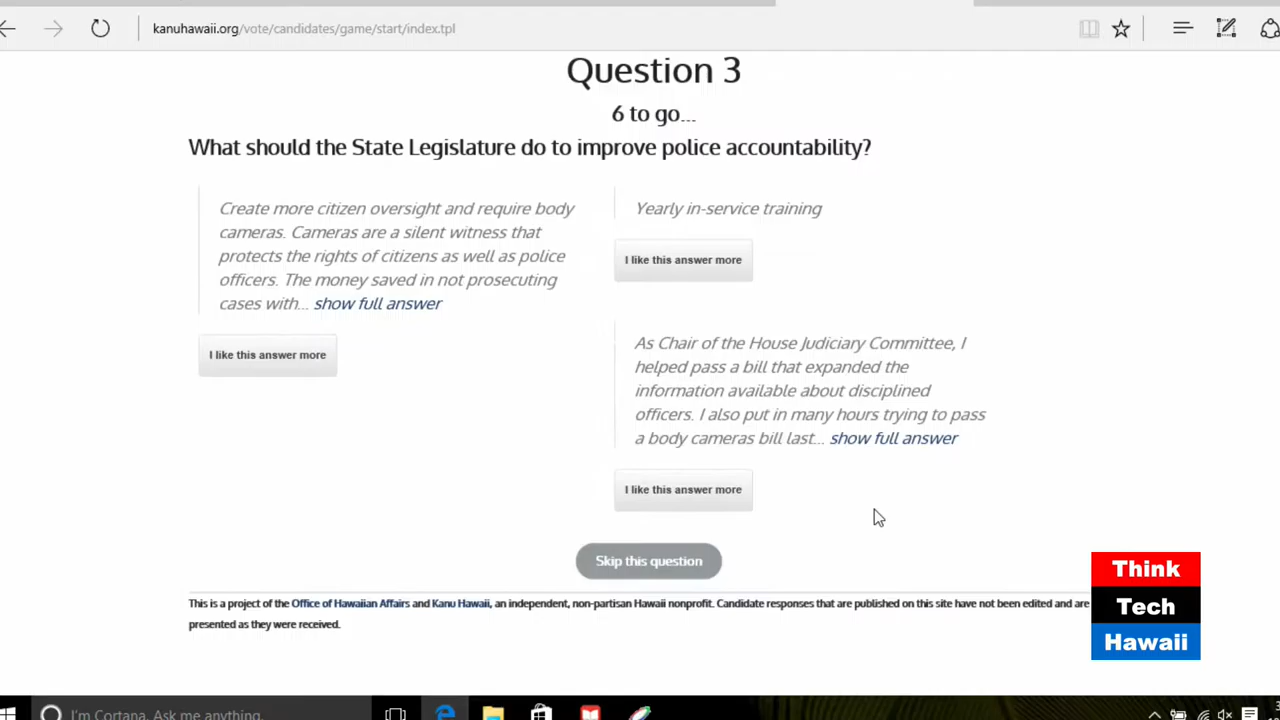 kanuhawaii.org/vote/candidates/game/start/index.tpl
Question 3
6 to go...
What should the State Legislature do to improve police accountability?
Create more citizen oversight and require body
cameras. Cameras are a silent witness that
protects the rights of citizens as well as police
officers. The money saved in not prosecuting
cases with... show full answer
I like this answer more
Yearly in-service training
I like this answer more
As Chair of the House Judiciary Committee, I
helped pass a bill that expanded the
information available about disciplined
officers. I also put in many hours trying to pass
a body cameras bill last... show full answer
I like this answer more
Skip this question
This is a project of the Office of Hawaiian Affairs and Kanu Hawaii, an independent, non-partisan Hawaii nonprofit. Candidate responses that are published on this site have not been edited and are
presented as they were received.
Think
Tech
Hawaii
I'm Cortana. Ask me anything.